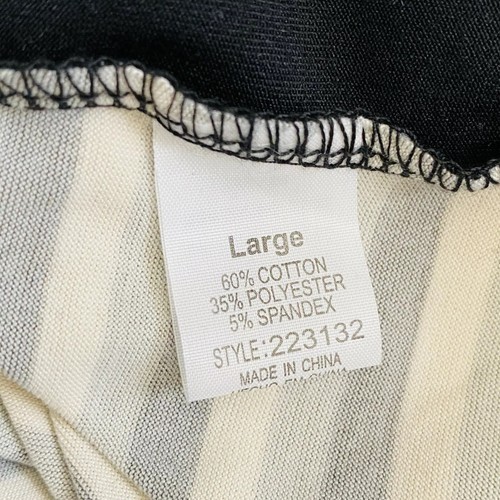 Large
60% COTTON
35% POLYESTER
5% SPANDEX
STYLE:223132
MADE IN CHINA